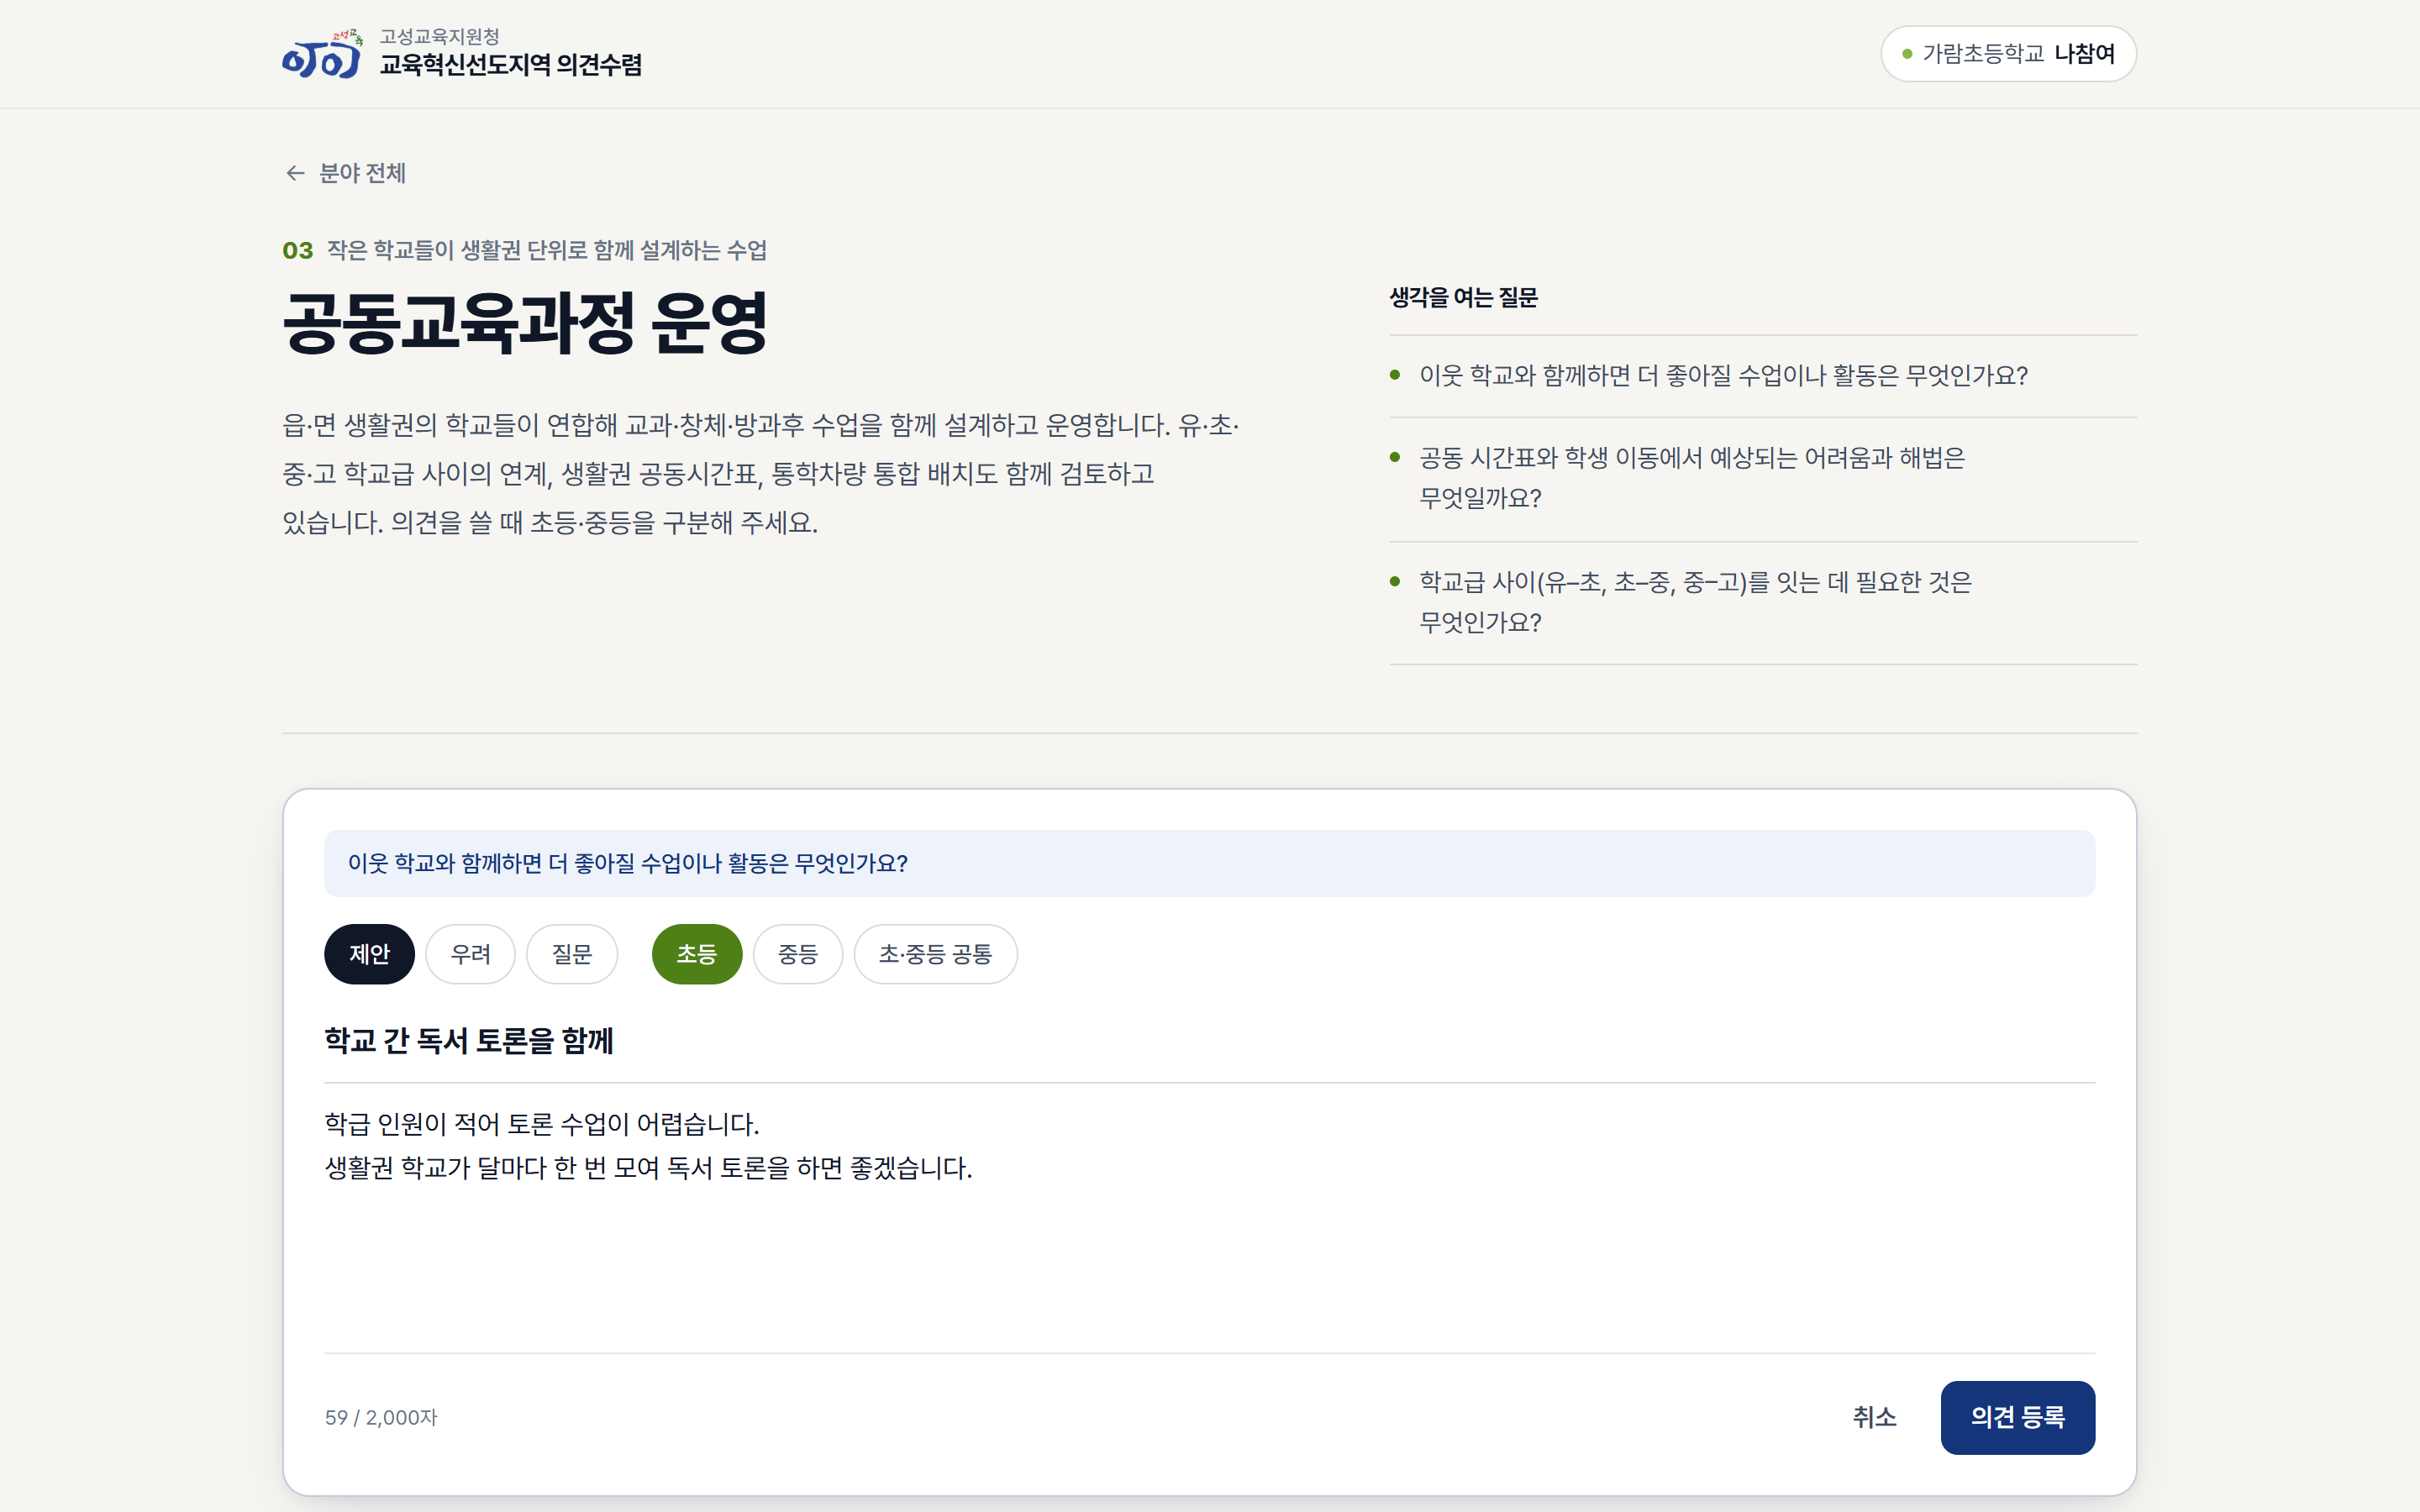 고성교육
고성교육지원청
교육혁신선도지역 의견수렴
가람초등학교 나참여
← 분야 전체
03 작은 학교들이 생활권 단위로 함께 설계하는 수업
공동교육과정 운영
읍·면 생활권의 학교들이 연합해 교과·창체·방과후 수업을 함께 설계하고 운영합니다. 유·초·
중·고 학교급 사이의 연계, 생활권 공동시간표, 통학차량 통합 배치도 함께 검토하고
있습니다. 의견을 쓸 때 초등·중등을 구분해 주세요.
생각을 여는 질문
이웃 학교와 함께하면 더 좋아질 수업이나 활동은 무엇인가요?
공동 시간표와 학생 이동에서 예상되는 어려움과 해법은
무엇일까요?
학교급 사이(유–초, 초–중, 중–고)를 잇는 데 필요한 것은
무엇인가요?
이웃 학교와 함께하면 더 좋아질 수업이나 활동은 무엇인가요?
제안 우려 질문 초등 중등 초·중등 공통
학교 간 독서 토론을 함께
학급 인원이 적어 토론 수업이 어렵습니다.
생활권 학교가 달마다 한 번 모여 독서 토론을 하면 좋겠습니다.
59 / 2,000자
취소 의견 등록